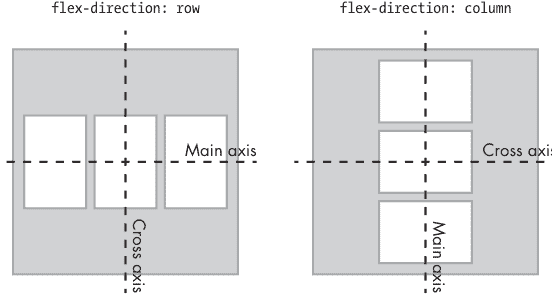 flex-direction: row
Main axis
Cross axis
flex-direction: column
Cross axis
Main axis